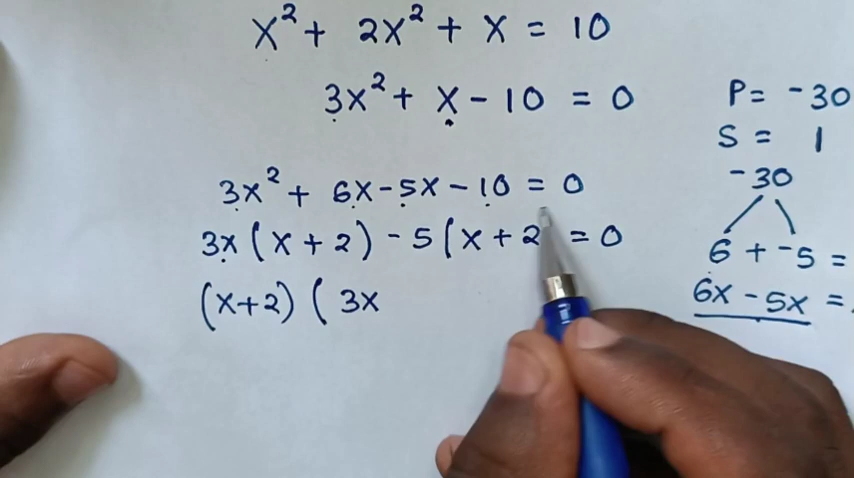 x² + 2x² + x = 10
3x² + x - 10 = 0
P = -30
S = 1
-30
3x² + 6x - 5x - 10 = 0
6 + -5 =
3x(x + 2) - 5(x + 2 = 0
6x - 5x =
(x+2)(3x